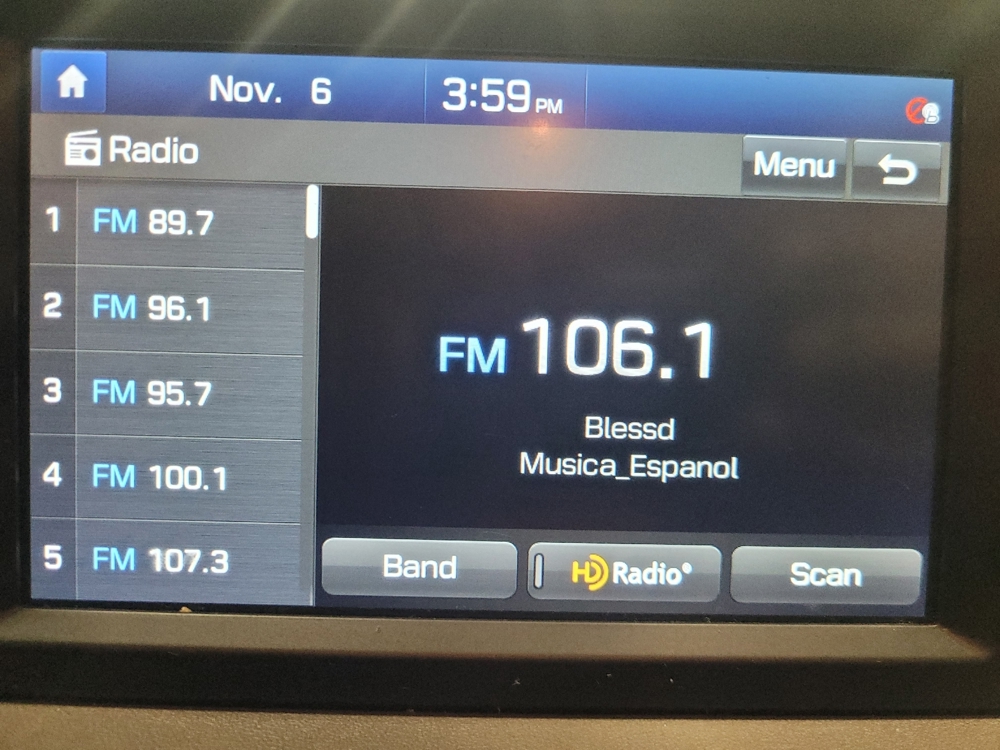 Nov. 6 3:59 PM
Radio Menu
1 FM 89.7
2 FM 96.1
3 FM 95.7
4 FM 100.1
5 FM 107.3
FM 106.1
Blessd
Musica_Espanol
Band HD Radio® Scan